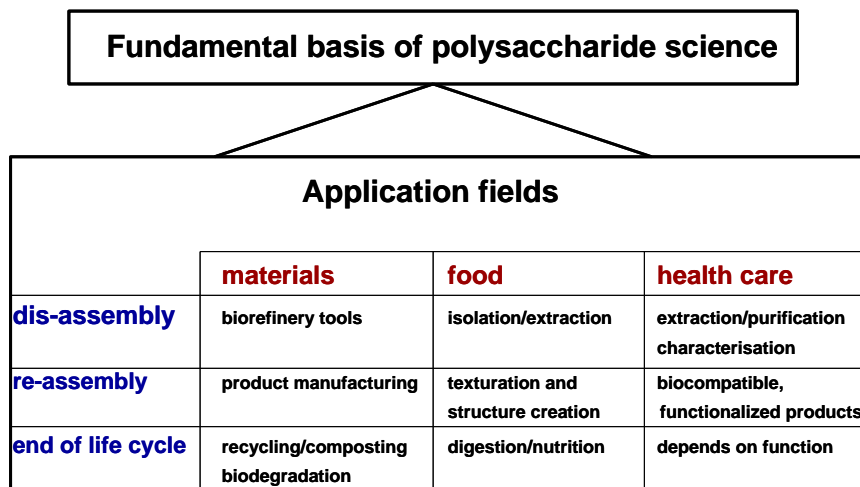 Fundamental basis of polysaccharide science
Application fields
materials food health care
dis-assembly biorefinery tools isolation/extraction extraction/purification
characterisation
re-assembly product manufacturing texturation and biocompatible,
structure creation functionalized products
end of life cycle recycling/composting digestion/nutrition depends on function
biodegradation